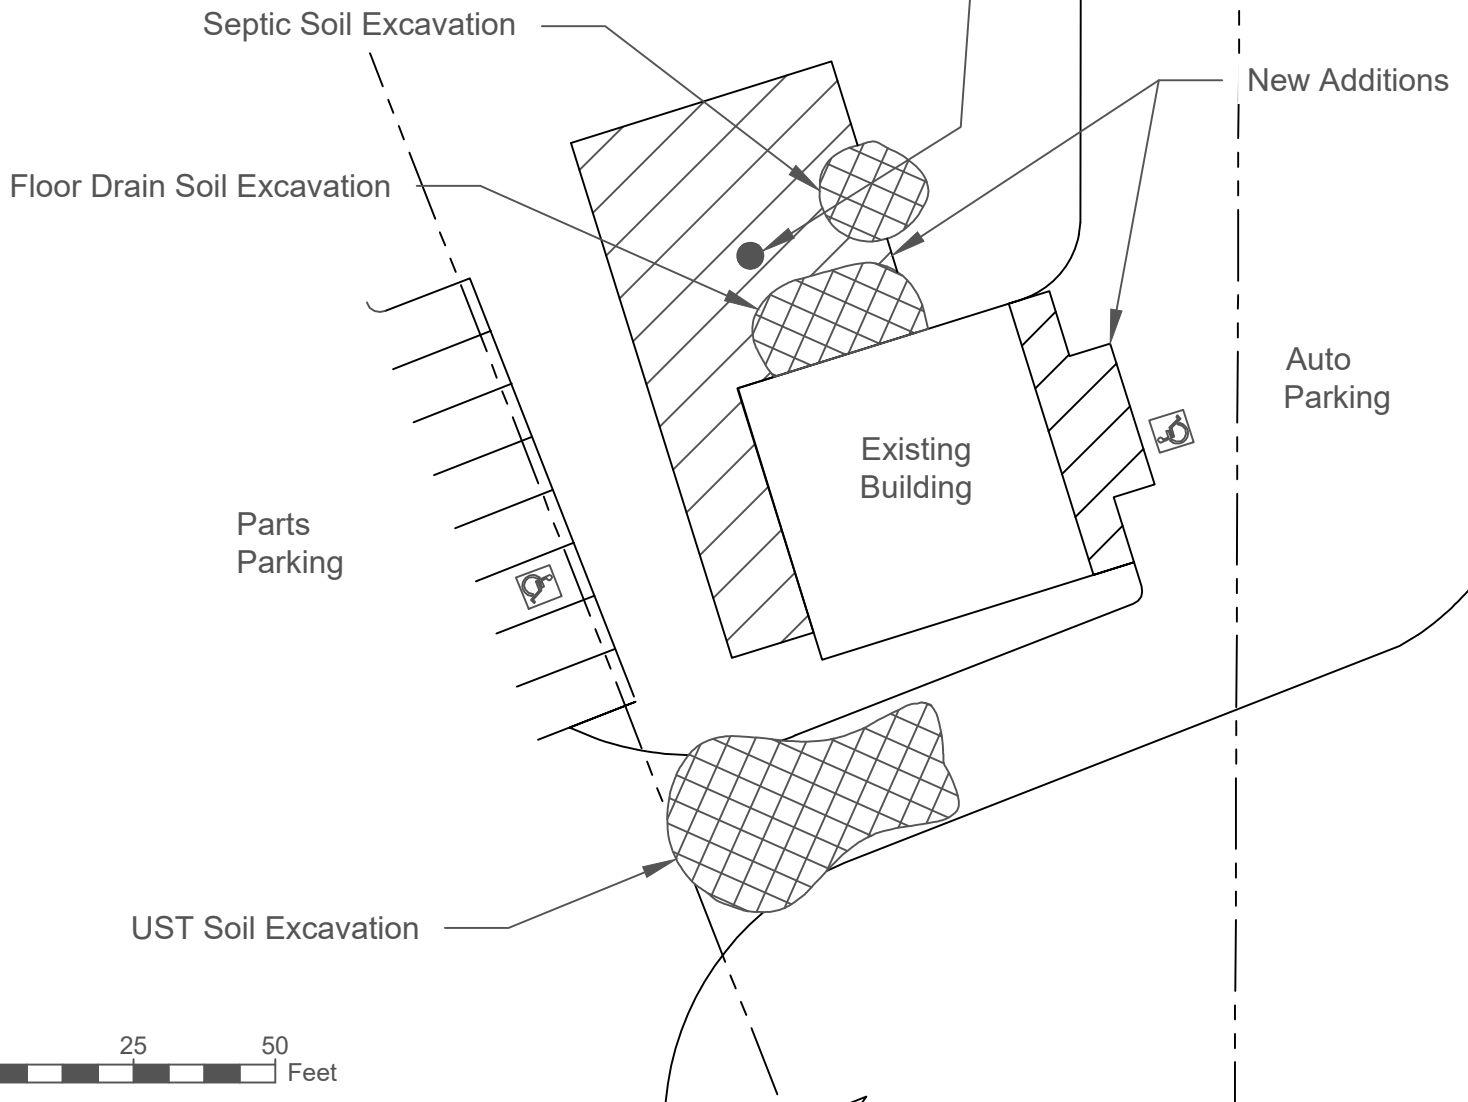 Septic Soil Excavation
New Additions
Floor Drain Soil Excavation
Auto
Parking
Existing
Building
Parts
Parking
UST Soil Excavation
25 50
Feet